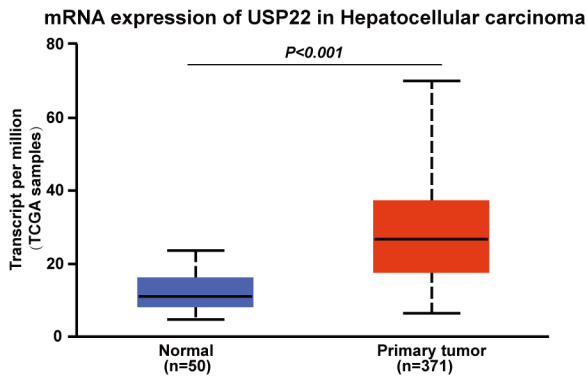 mRNA expression of USP22 in Hepatocellular carcinoma
P<0.001
80
60
40
20
0
Transcript per million
(TCGA samples)
Normal
(n=50)
Primary tumor
(n=371)